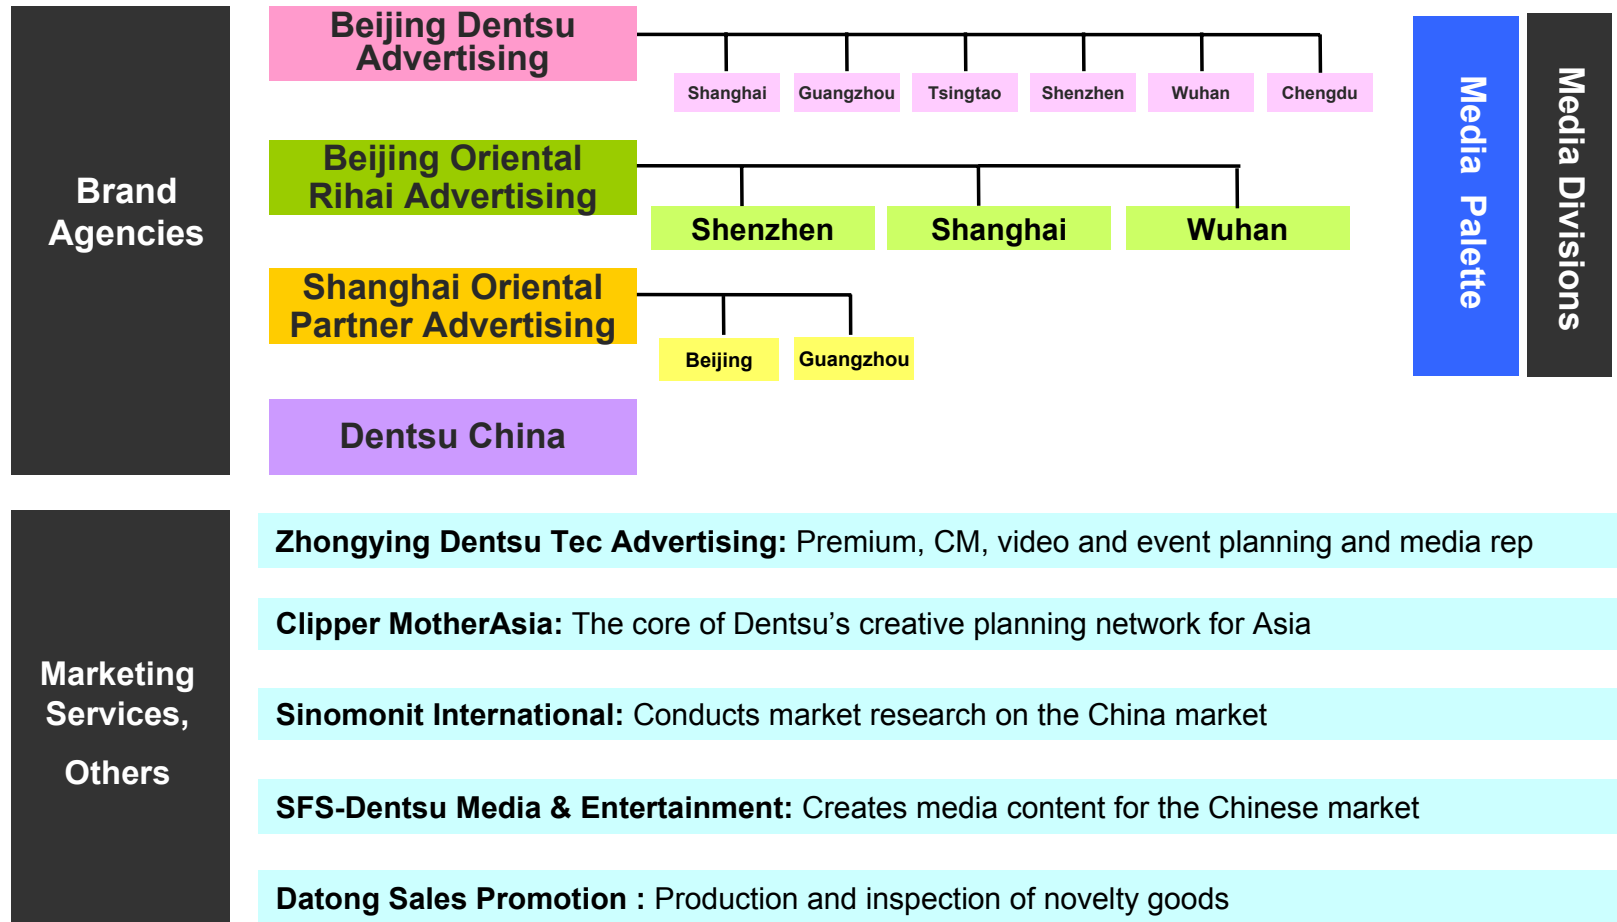 Brand
Agencies
Beijing Dentsu
Advertising
Shanghai
Guangzhou
Tsingtao
Shenzhen
Wuhan
Chengdu
Beijing Oriental
Rihai Advertising
Shenzhen
Shanghai
Wuhan
Shanghai Oriental
Partner Advertising
Beijing
Guangzhou
Dentsu China
Media Palette
Media Divisions
Marketing
Services,
Others
Zhongying Dentsu Tec Advertising: Premium, CM, video and event planning and media rep
Clipper MotherAsia: The core of Dentsu’s creative planning network for Asia
Sinomonit International: Conducts market research on the China market
SFS-Dentsu Media & Entertainment: Creates media content for the Chinese market
Datong Sales Promotion : Production and inspection of novelty goods